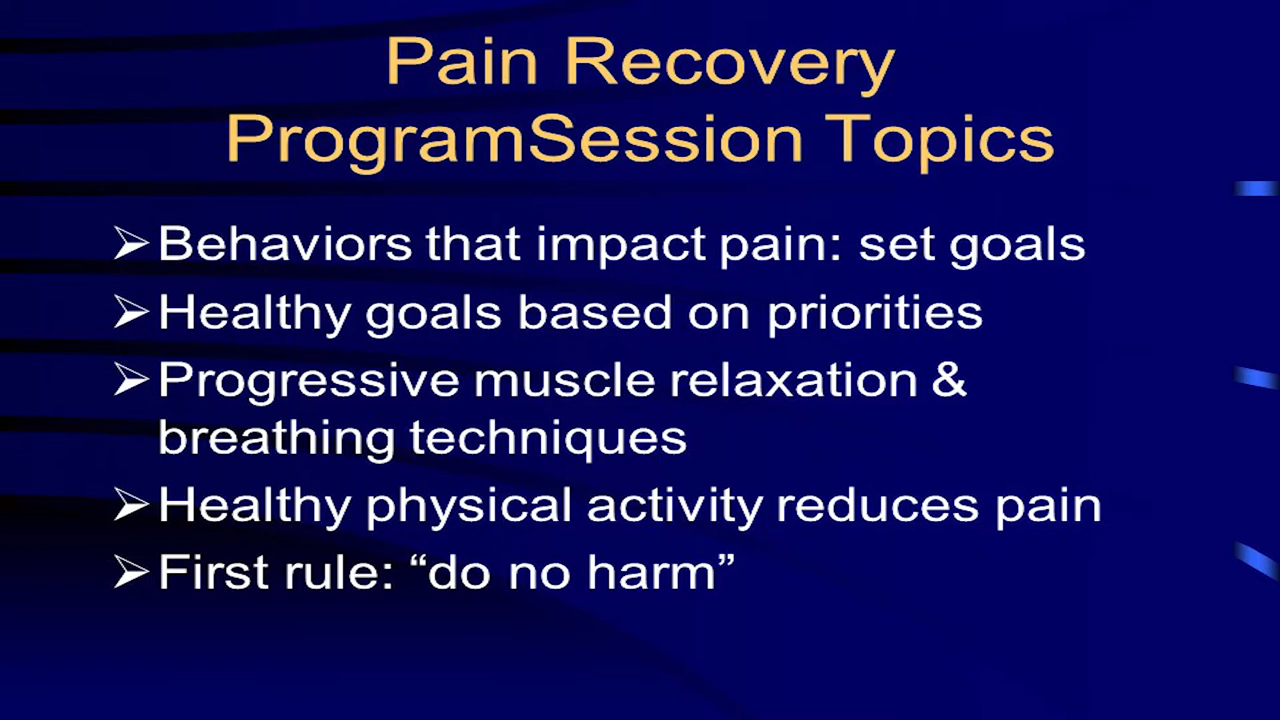 Pain Recovery
ProgramSession Topics
➢Behaviors that impact pain: set goals
➢Healthy goals based on priorities
➢Progressive muscle relaxation &
breathing techniques
➢Healthy physical activity reduces pain
➢First rule: “do no harm”